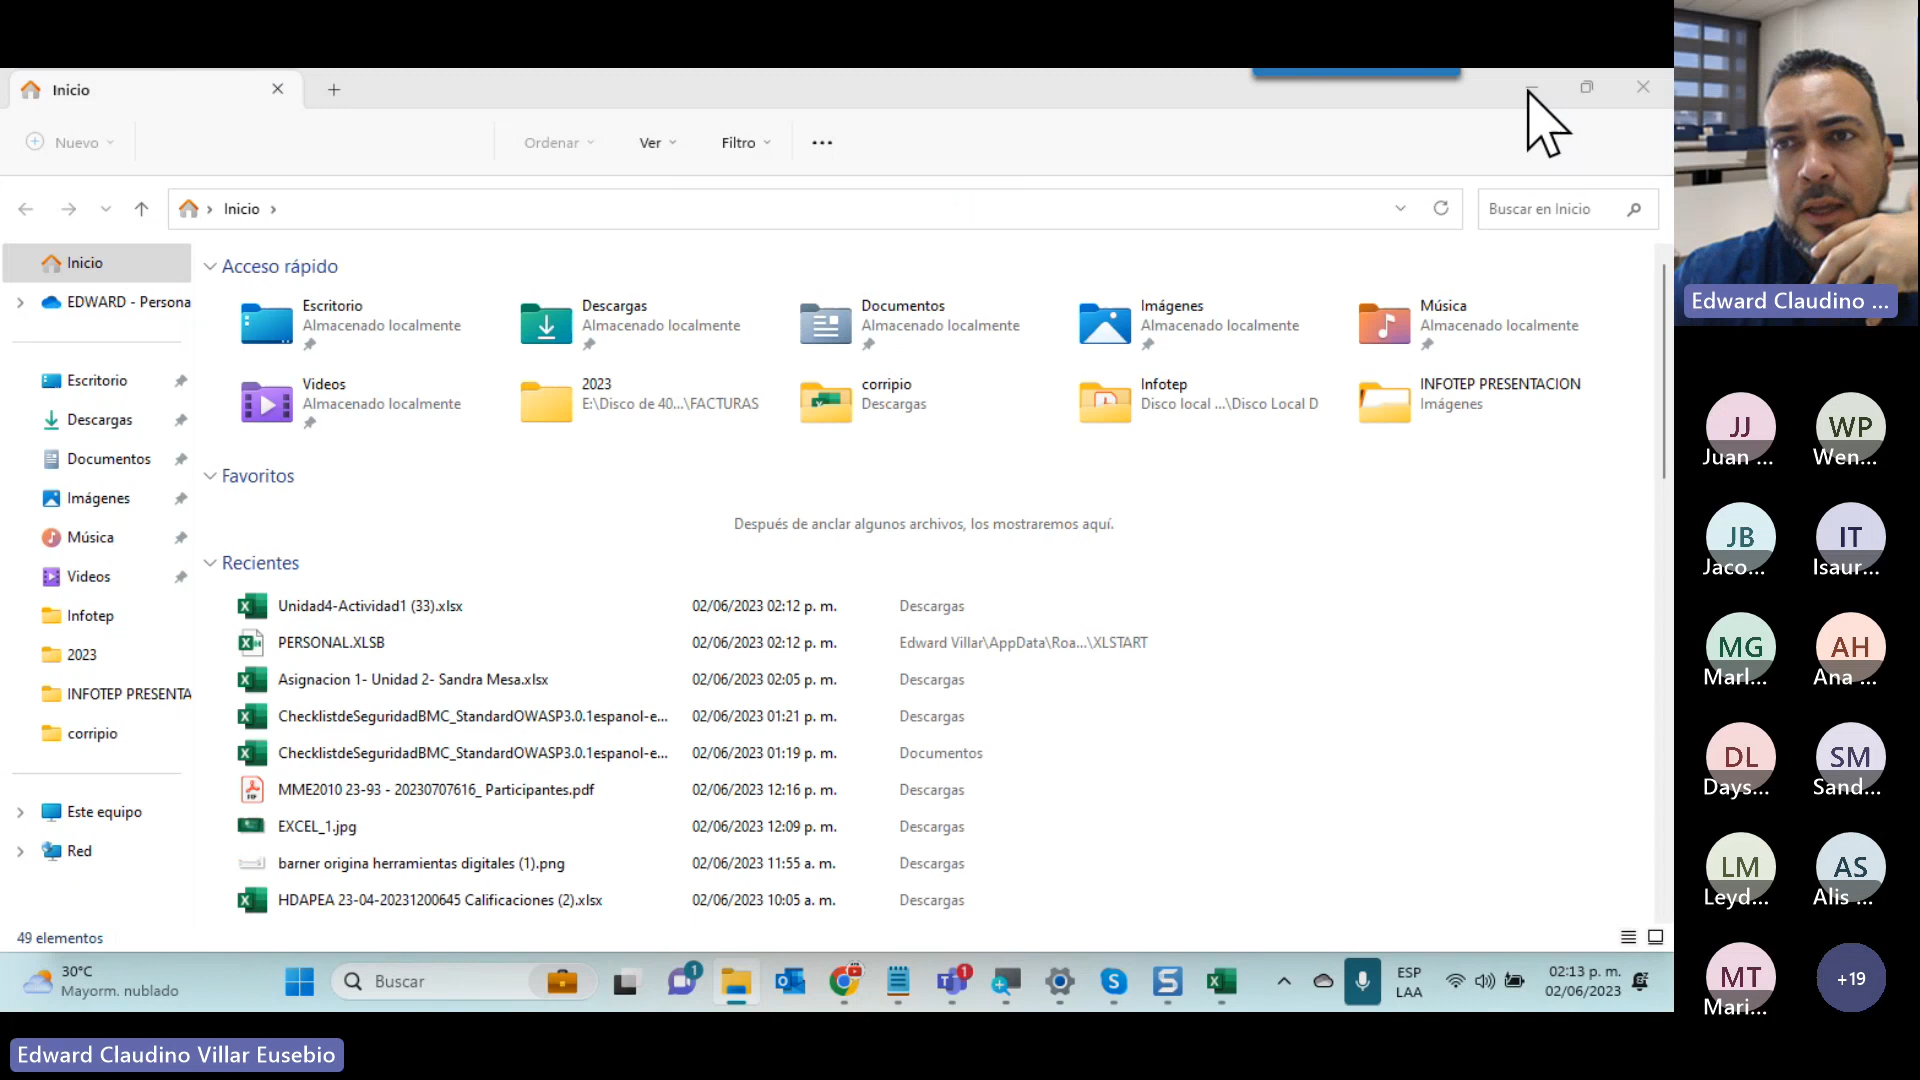 Inicio
Nuevo
Ordenar
Ver
Filtro
Inicio
Buscar en Inicio
Inicio
EDWARD - Persona
Escritorio
Descargas
Documentos
Imágenes
Música
Videos
Infotep
2023
INFOTEP PRESENTA
corripio
Este equipo
Red
Acceso rápido
Escritorio
Almacenado localmente
Descargas
Almacenado localmente
Documentos
Almacenado localmente
Imágenes
Almacenado localmente
Música
Almacenado localmente
Videos
Almacenado localmente
2023
E:\Disco de 40...\FACTURAS
corripio
Descargas
Infotep
Disco local ...\Disco Local D
INFOTEP PRESENTACION
Imágenes
Favoritos
Después de anclar algunos archivos, los mostraremos aquí.
Recientes
Unidad4-Actividad1 (33).xlsx 02/06/2023 02:12 p. m. Descargas
PERSONAL.XLSB 02/06/2023 02:12 p. m. Edward Villar\AppData\Roa...\XLSTART
Asignacion 1- Unidad 2- Sandra Mesa.xlsx 02/06/2023 02:05 p. m. Descargas
ChecklistdeSeguridadBMC_StandardOWASP3.0.1espanol-e... 02/06/2023 01:21 p. m. Descargas
ChecklistdeSeguridadBMC_StandardOWASP3.0.1espanol-e... 02/06/2023 01:19 p. m. Documentos
MME2010 23-93 - 20230707616_ Participantes.pdf 02/06/2023 12:16 p. m. Descargas
EXCEL_1.jpg 02/06/2023 12:09 p. m. Descargas
barner origina herramientas digitales (1).png 02/06/2023 11:55 a. m. Descargas
HDAPEA 23-04-20231200645 Calificaciones (2).xlsx 02/06/2023 10:05 a. m. Descargas
49 elementos
30°C
Mayorm. nublado
Buscar
1
1
ESP
LAA
02:13 p. m.
02/06/2023
Edward Claudino ...
JJ
Juan ...
WP
Wen...
JB
Jaco...
IT
Isaur...
MG
Marl...
AH
Ana ...
DL
Days...
SM
Sand...
LM
Leyd...
AS
Alis ...
MT
Mari...
+19
Edward Claudino Villar Eusebio